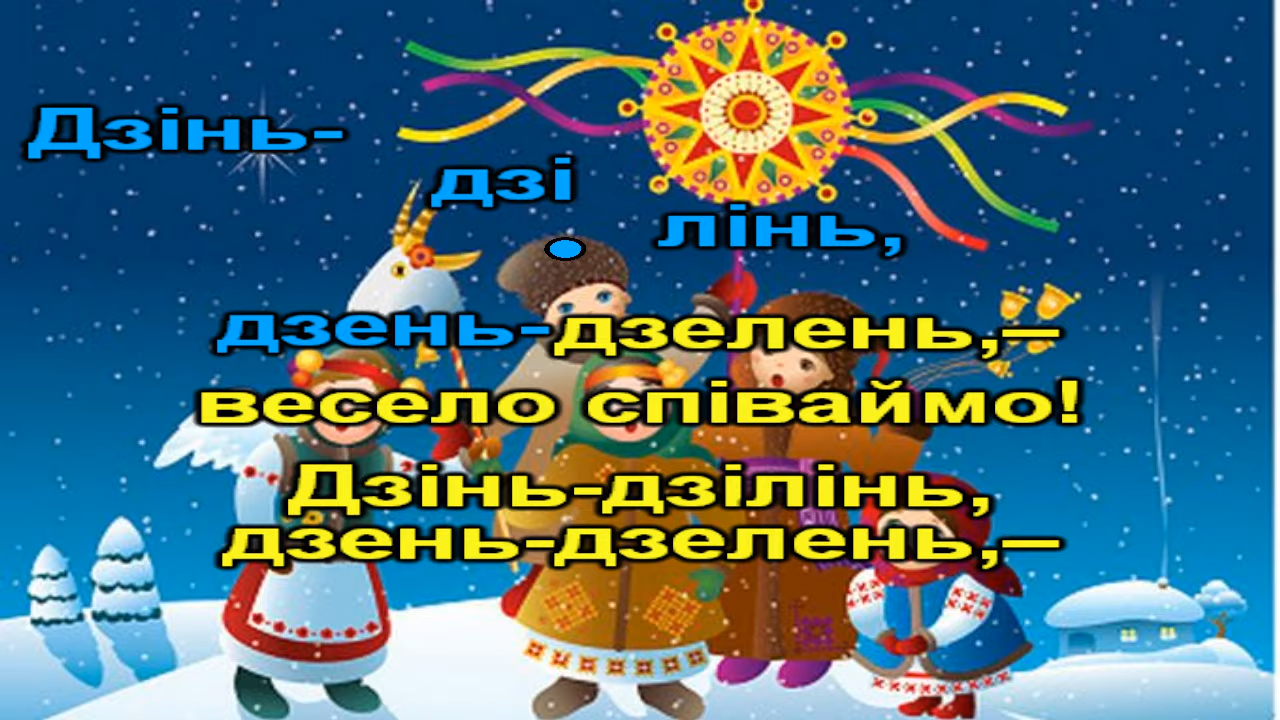 Дзінь-
дзі
лінь,
дзень-дзелень,–
весело співаймо!
Дзінь-дзілінь,
дзень-дзелень,–